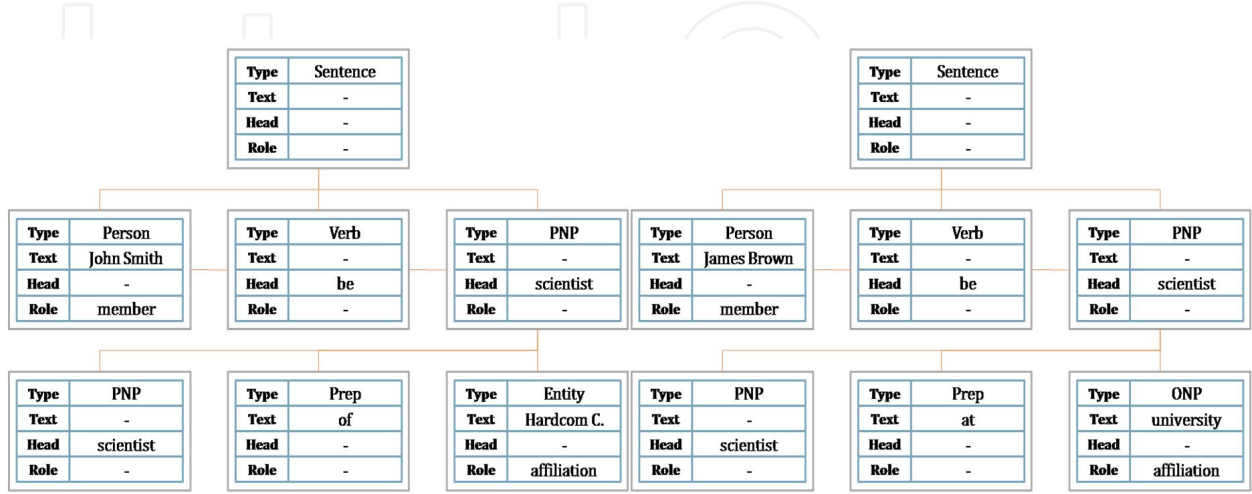 Type Sentence
Text -
Head -
Role -
Type Sentence
Text -
Head -
Role -
Type Person
Text John Smith
Head -
Role member
Type Verb
Text -
Head be
Role -
Type PNP
Text -
Head scientist
Role -
Type Person
Text James Brown
Head -
Role member
Type Verb
Text -
Head be
Role -
Type PNP
Text -
Head scientist
Role -
Type PNP
Text -
Head scientist
Role -
Type Prep
Text of
Head -
Role -
Type Entity
Text Hardcom C.
Head -
Role affiliation
Type PNP
Text -
Head scientist
Role -
Type Prep
Text at
Head -
Role -
Type ONP
Text university
Head -
Role affiliation